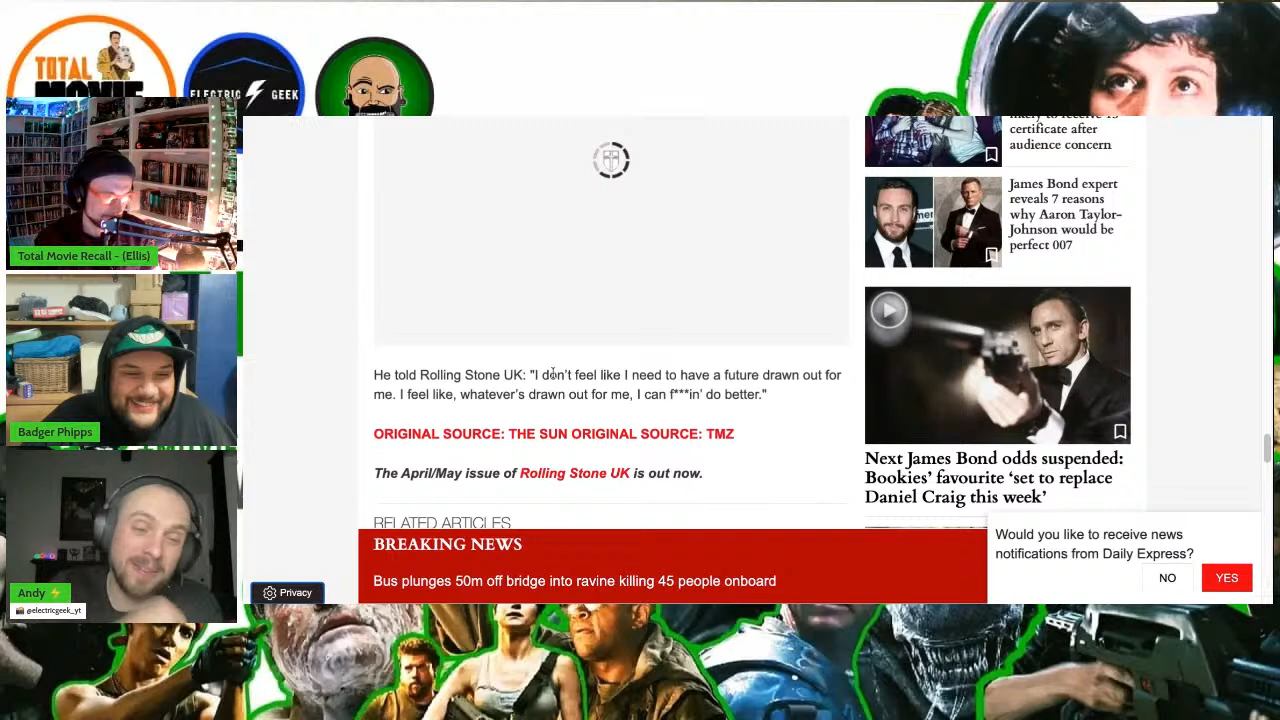 TOTAL
MOVIE
ELECTRIC GEEK
Total Movie Recall - (Ellis)
Badger Phipps
Andy
@electricgeek_yt
certificate after
audience concern
James Bond expert
reveals 7 reasons
why Aaron Taylor-
Johnson would be
perfect 007
He told Rolling Stone UK: "I don't feel like I need to have a future drawn out for
me. I feel like, whatever's drawn out for me, I can f***in' do better."
ORIGINAL SOURCE: THE SUN ORIGINAL SOURCE: TMZ
The April/May issue of Rolling Stone UK is out now.
RELATED ARTICLES
Next James Bond odds suspended:
Bookies' favourite 'set to replace
Daniel Craig this week'
BREAKING NEWS
Bus plunges 50m off bridge into ravine killing 45 people onboard
Privacy
Would you like to receive news
notifications from Daily Express?
NO
YES